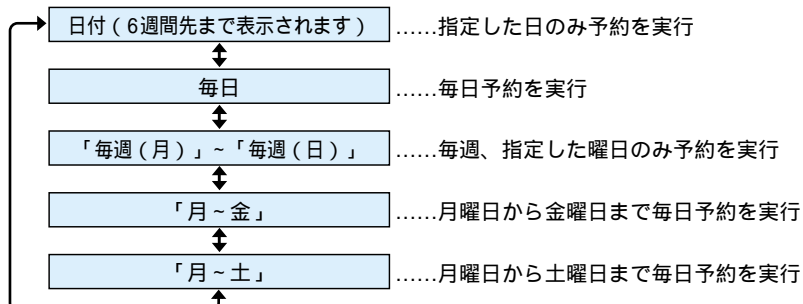 日付（6週間先まで表示されます）……指定した日のみ予約を実行
毎日……毎日予約を実行
「毎週（月）」~「毎週（日）」……毎週、指定した曜日のみ予約を実行
「月~金」……月曜日から金曜日まで毎日予約を実行
「月~土」……月曜日から土曜日まで毎日予約を実行